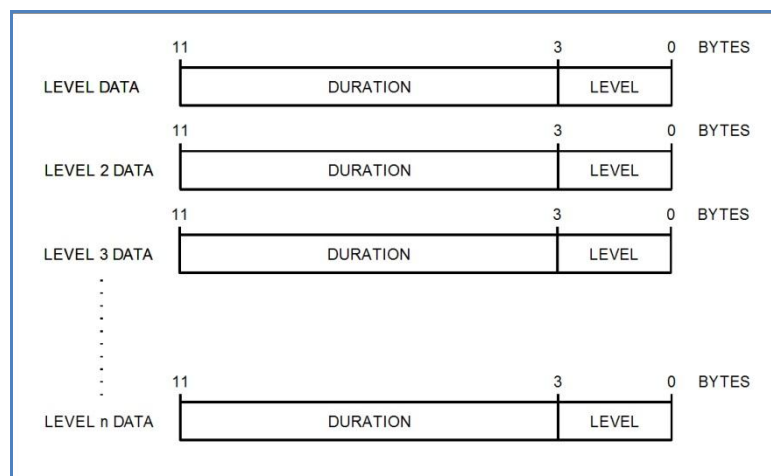 11 3 0 BYTES
LEVEL DATA DURATION LEVEL
11 3 0 BYTES
LEVEL 2 DATA DURATION LEVEL
11 3 0 BYTES
LEVEL 3 DATA DURATION LEVEL
11 3 0 BYTES
LEVEL n DATA DURATION LEVEL